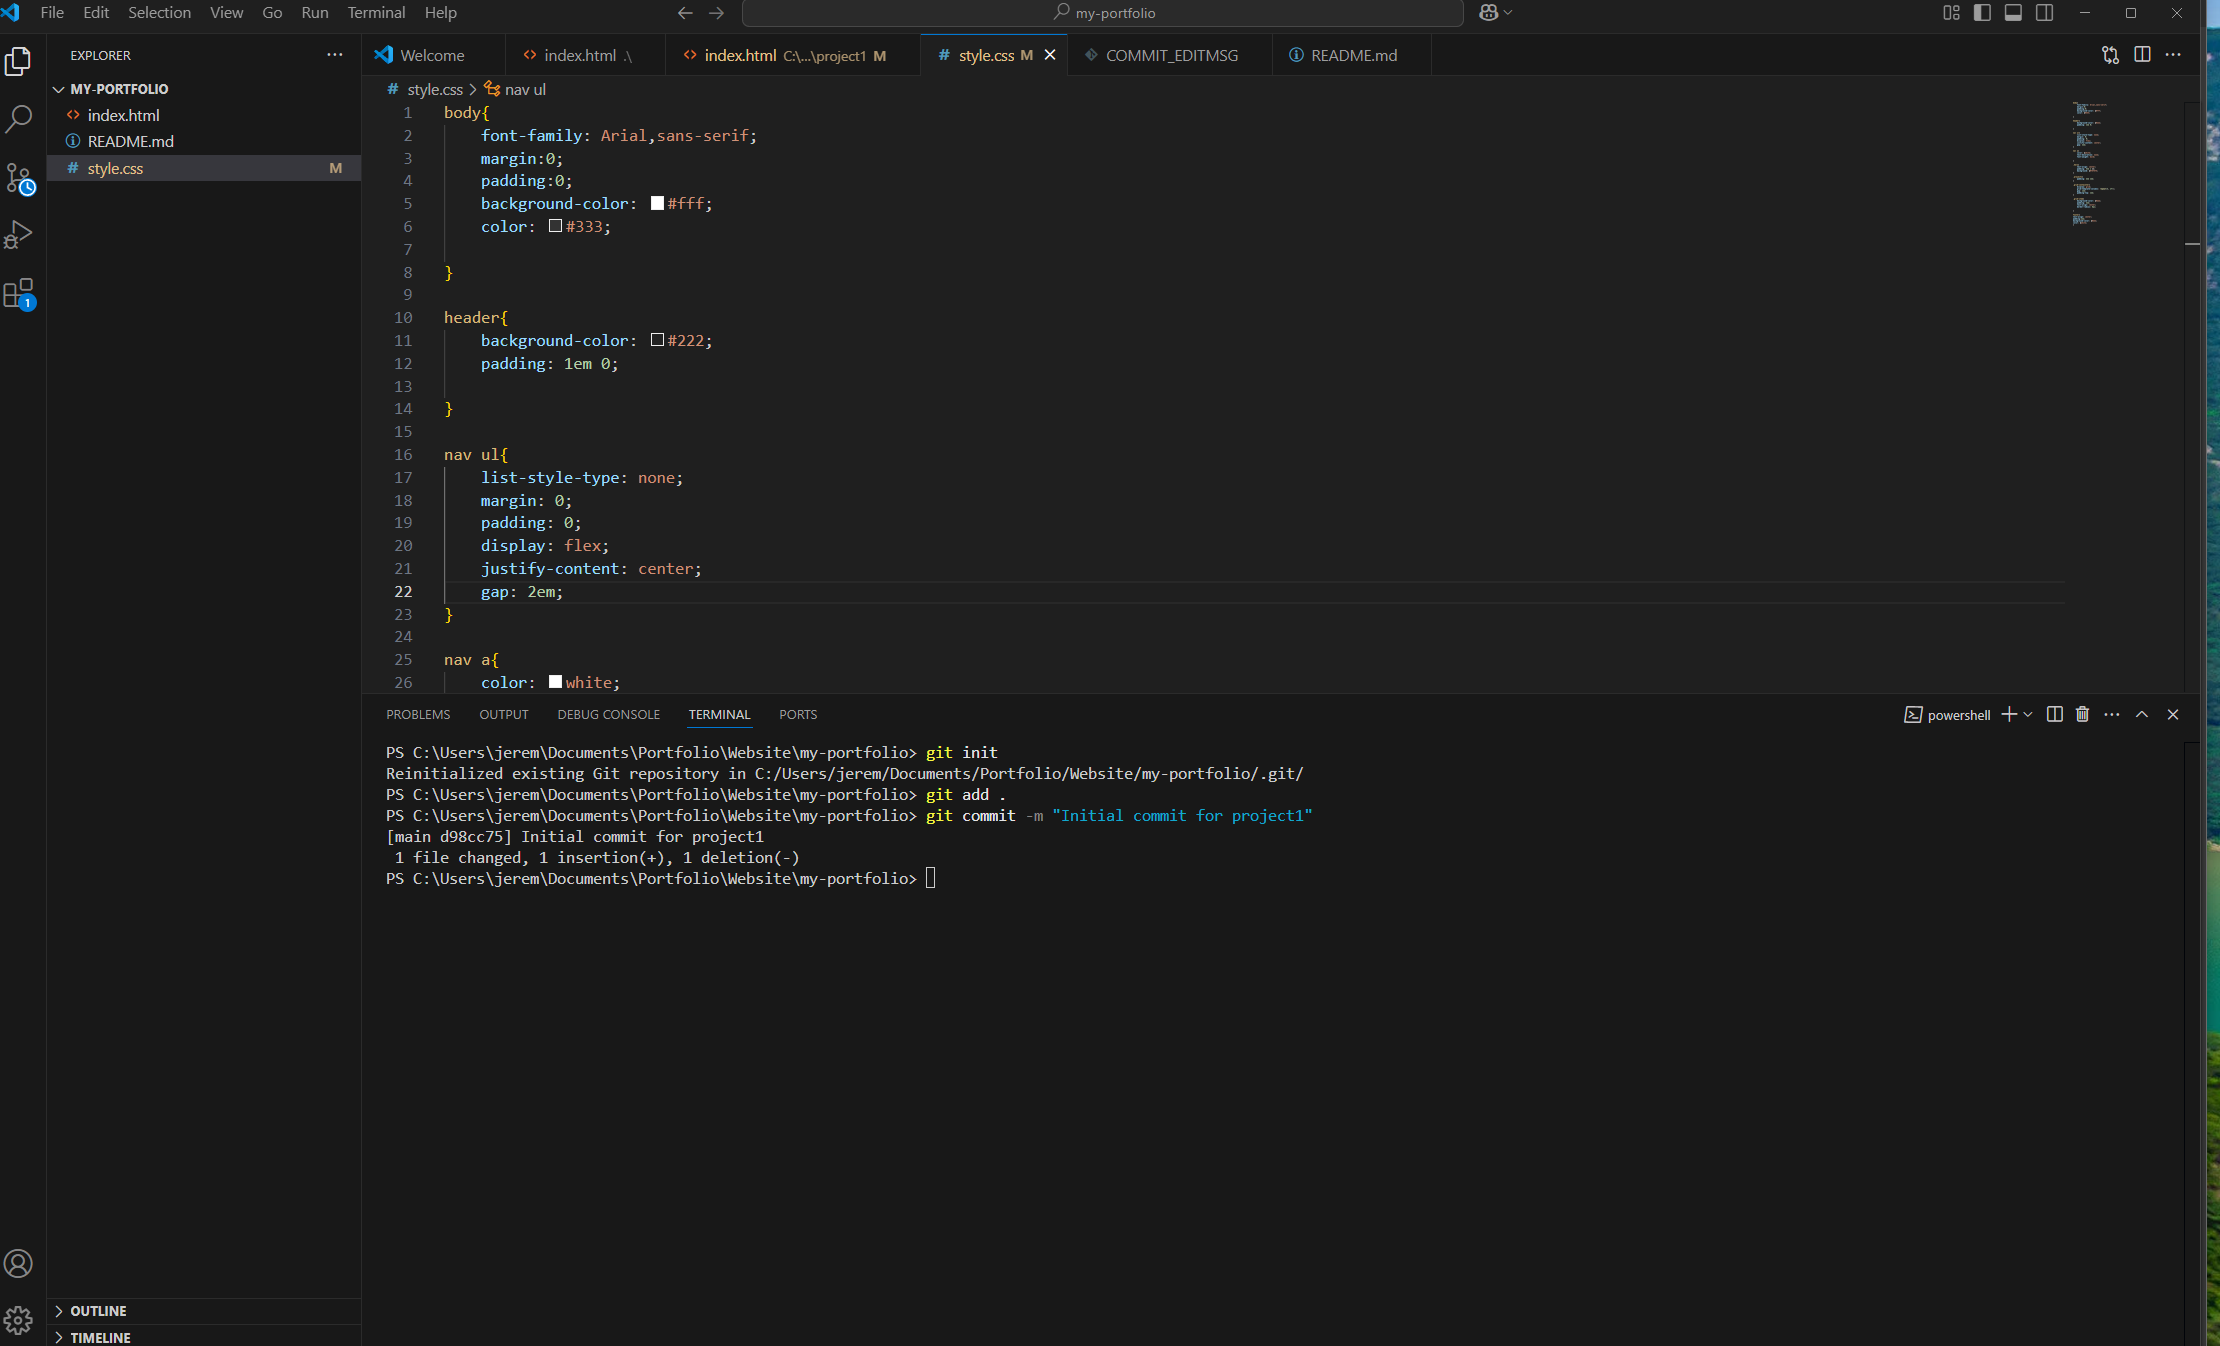 File Edit Selection View Go Run Terminal Help
my-portfolio
EXPLORER
MY-PORTFOLIO
index.html
README.md
style.css M
OUTLINE
TIMELINE
Welcome
index.html .\
index.html C:\...\project1 M
style.css M
COMMIT_EDITMSG
README.md
# style.css > nav ul
1 body{
2 font-family: Arial,sans-serif;
3 margin:0;
4 padding:0;
5 background-color: #fff;
6 color: #333;
7
8 }
9
10 header{
11 background-color: #222;
12 padding: 1em 0;
13
14 }
15
16 nav ul{
17 list-style-type: none;
18 margin: 0;
19 padding: 0;
20 display: flex;
21 justify-content: center;
22 gap: 2em;
23 }
24
25 nav a{
26 color: white;
PROBLEMS OUTPUT DEBUG CONSOLE TERMINAL PORTS
powershell
PS C:\Users\jerem\Documents\Portfolio\Website\my-portfolio> git init
Reinitialized existing Git repository in C:/Users/jerem/Documents/Portfolio/Website/my-portfolio/.git/
PS C:\Users\jerem\Documents\Portfolio\Website\my-portfolio> git add .
PS C:\Users\jerem\Documents\Portfolio\Website\my-portfolio> git commit -m "Initial commit for project1"
[main d98cc75] Initial commit for project1
1 file changed, 1 insertion(+), 1 deletion(-)
PS C:\Users\jerem\Documents\Portfolio\Website\my-portfolio>
1